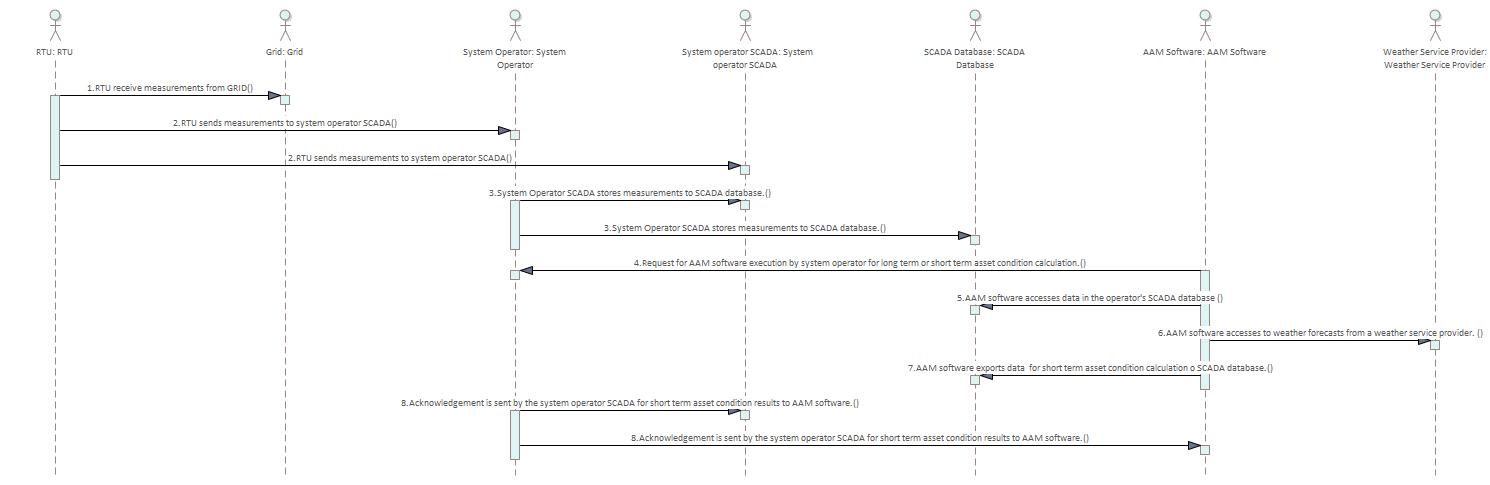 RTU: RTU
Grid: Grid
System Operator: System
Operator
System operator SCADA: System
operator SCADA
SCADA Database: SCADA
Database
AAM Software: AAM Software
Weather Service Provider:
Weather Service Provider
1.RTU receive measurements from GRID()
2.RTU sends measurements to system operator SCADA()
2.RTU sends measurements to system operator SCADA()
3.System Operator SCADA stores measurements to SCADA database.()
3.System Operator SCADA stores measurements to SCADA database.()
4.Request for AAM software execution by system operator for long term or short term asset condition calculation.()
5.AAM software accesses data in the operator's SCADA database ()
6.AAM software accesses to weather forecasts from a weather service provider. ()
7.AAM software exports data  for short term asset condition calculation o SCADA database.()
8.Acknowledgement is sent by the system operator SCADA for short term asset condition results to AAM software.()
8.Acknowledgement is sent by the system operator SCADA for short term asset condition results to AAM software.()